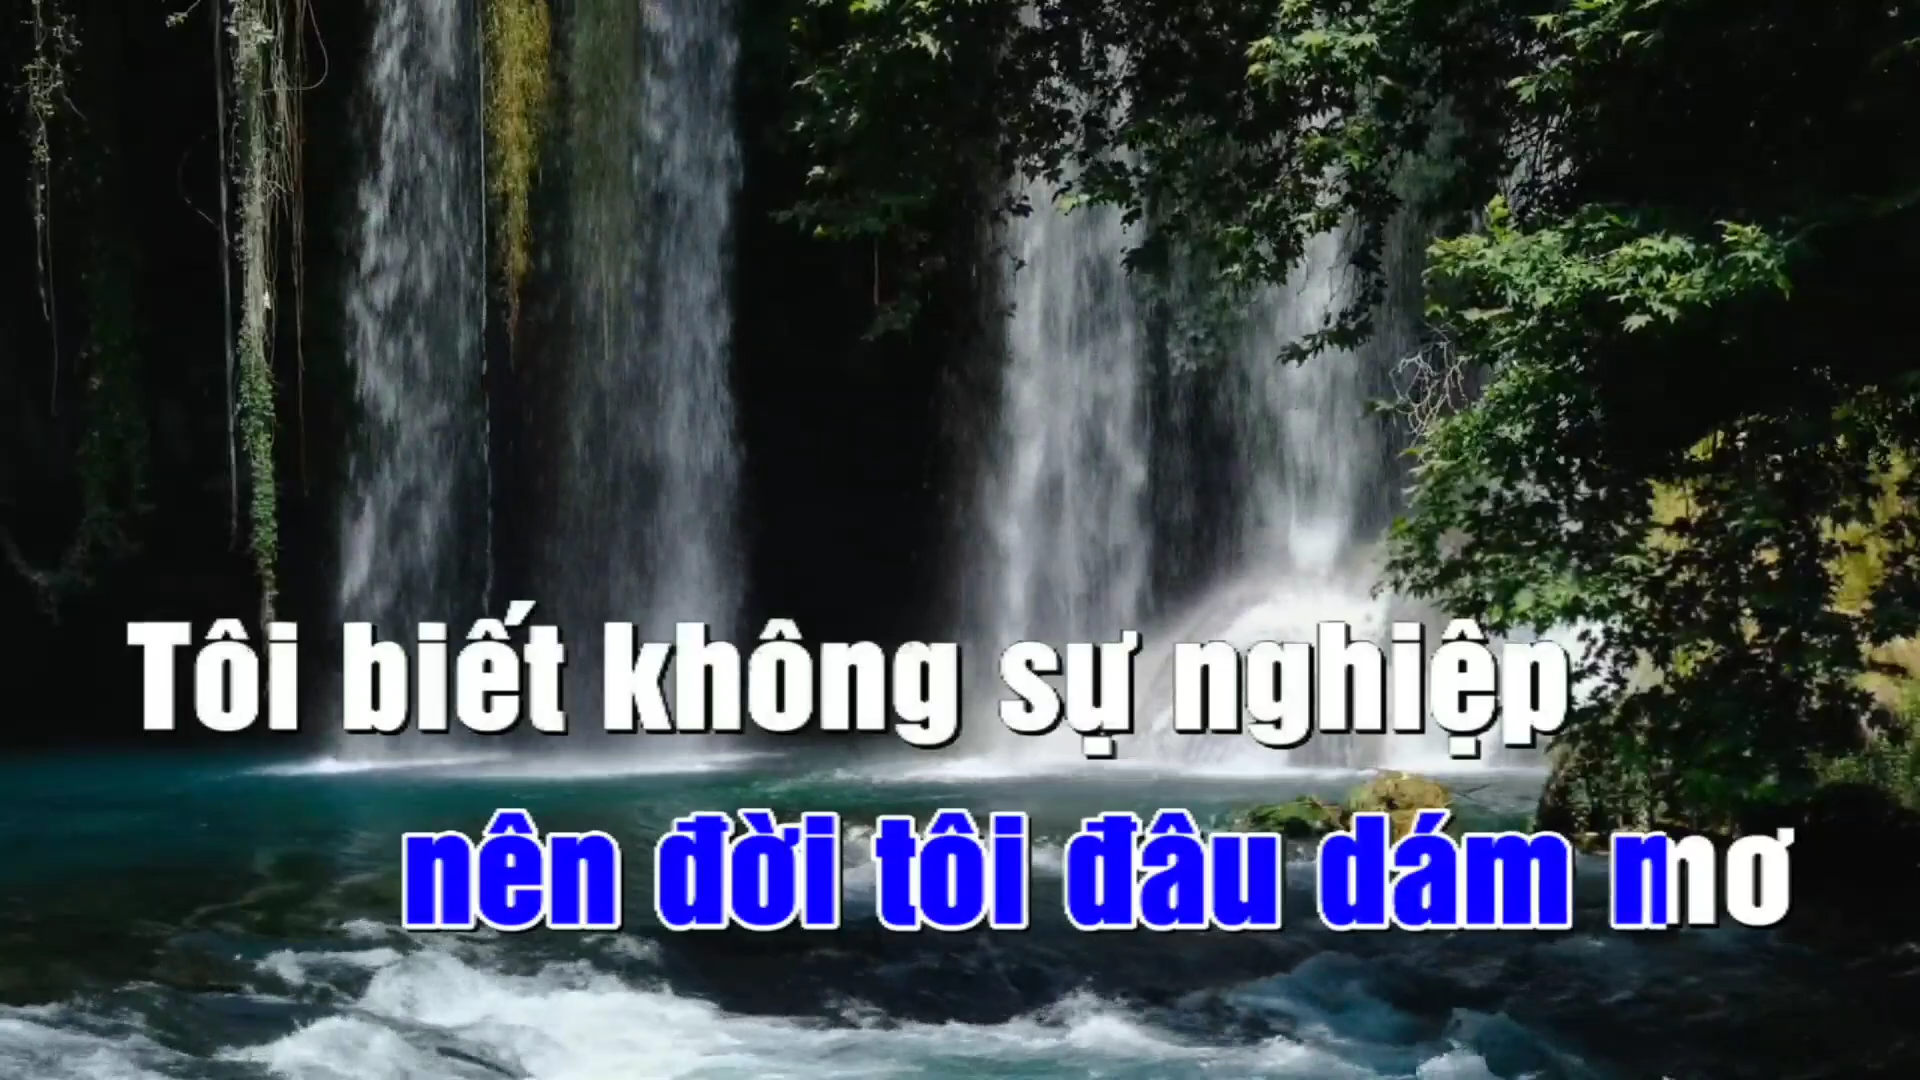 Tôi biết không sự nghiệp
nên đời tôi đâu dám mơ